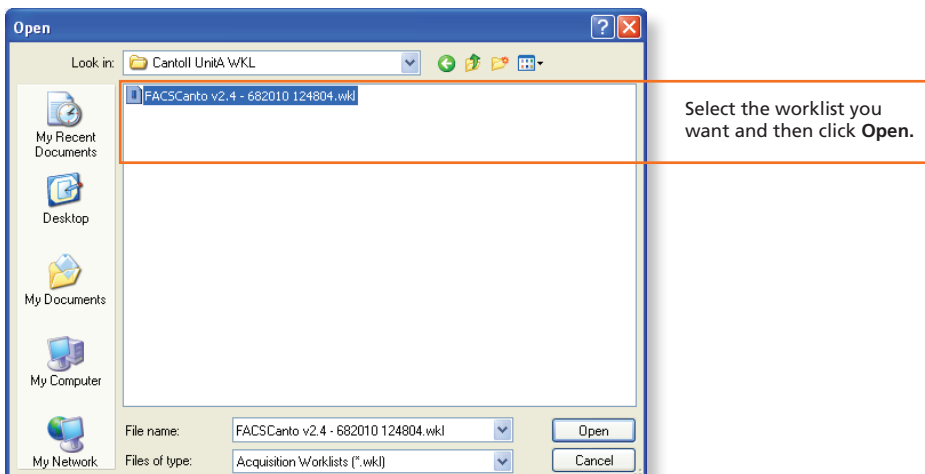 Open
Look in: CantoII UnitA WKL
FACSCanto v2.4 - 682010 124804.wkl
Select the worklist you
want and then click Open.
My Recent
Documents
Desktop
My Documents
My Computer
My Network
File name: FACSCanto v2.4 - 682010 124804.wkl Open
Files of type: Acquisition Worklists (*.wkl) Cancel